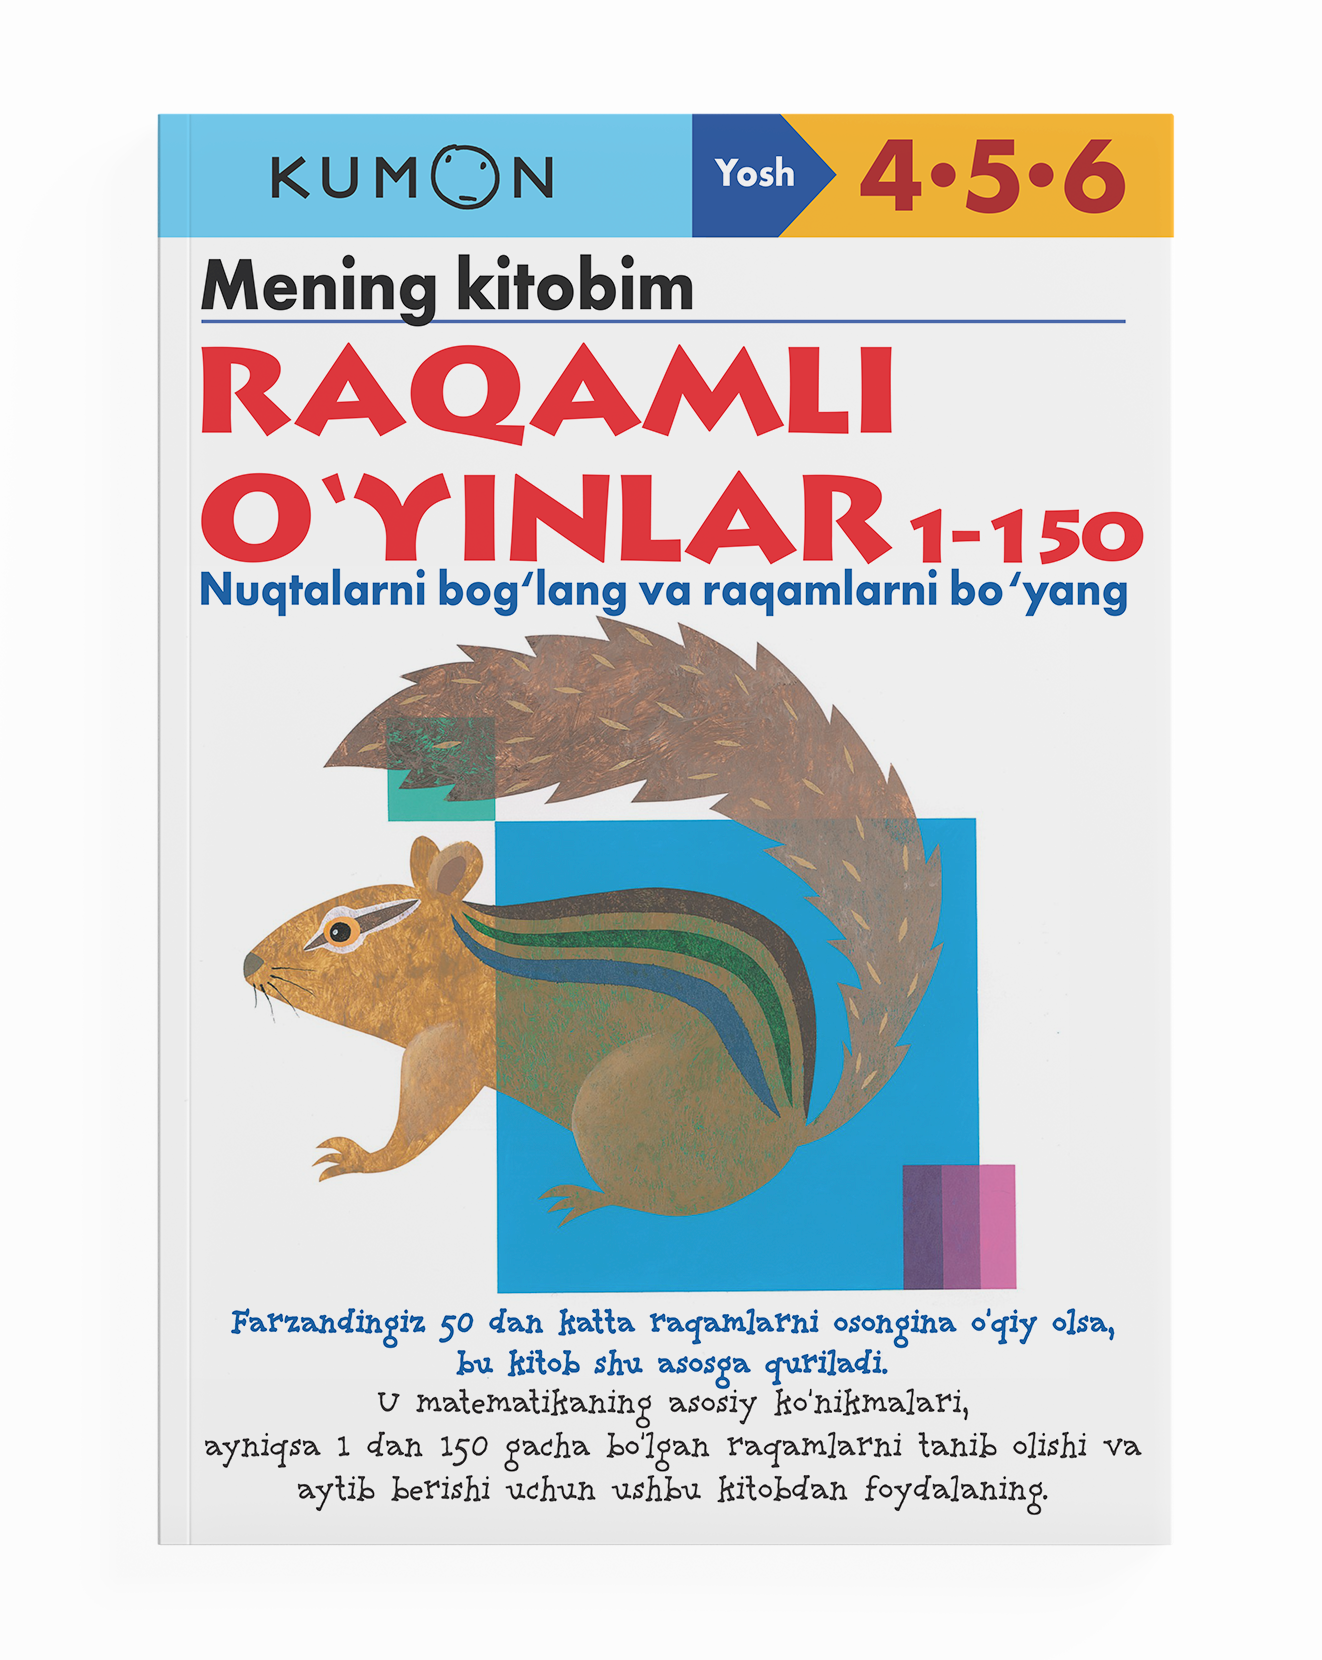 KUMON
Yosh
4•5•6
Mening kitobim
RAQAMLI
O‘YINLAR 1-150
Nuqtalarni bog‘lang va raqamlarni bo‘yang
Farzandingiz 50 dan katta raqamlarni osongina o'qiy olsa,
bu kitob shu asosga quriladi.
U matematikaning asosiy ko'nikmalari,
ayniqsa 1 dan 150 gacha bo'lgan raqamlarni tanib olishi va
aytib berishi uchun ushbu kitobdan foydalaning.